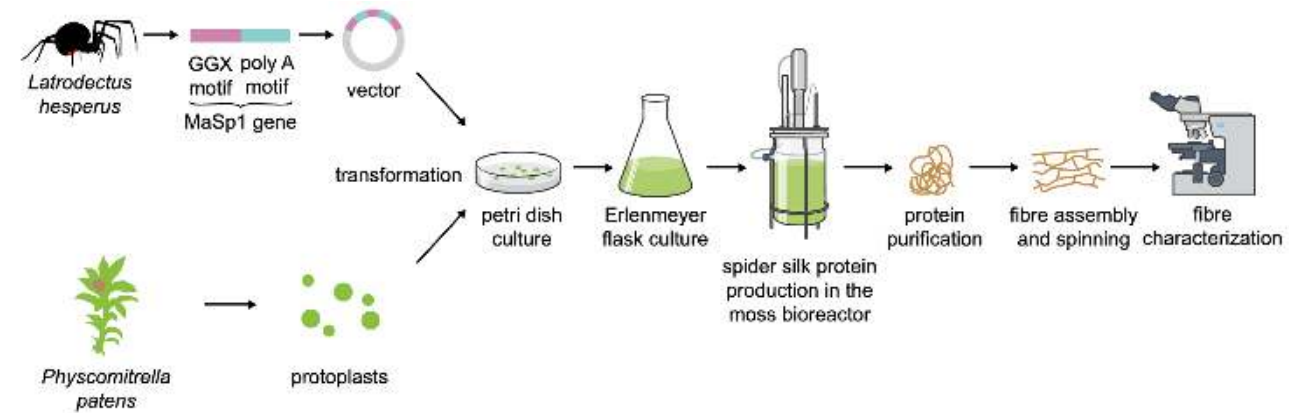 Latrodectus
hesperus
GGX poly A
motif motif
MaSp1 gene
vector
transformation
petri dish
culture
Erlenmeyer
flask culture
spider silk protein
production in the
moss bioreactor
protein
purification
fibre assembly
and spinning
fibre
characterization
Physcomitrella
patens
protoplasts